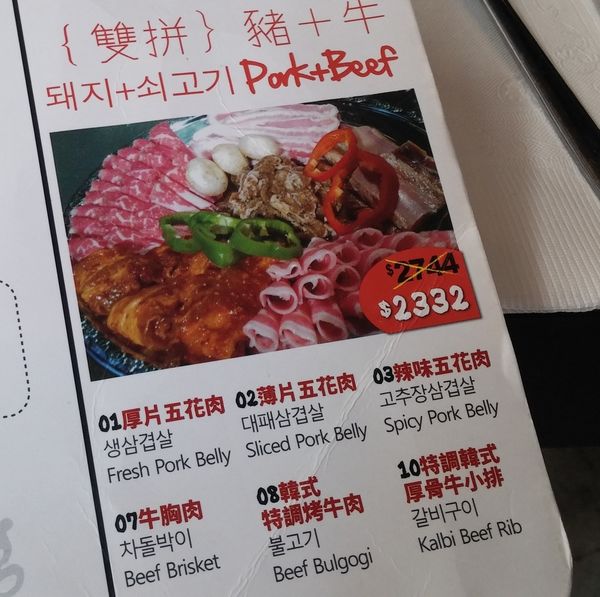 {雙拼} 豬+牛
돼지+쇠고기 Pork+Beef
$2744
$2332
01厚片五花肉
생삼겹살
Fresh Pork Belly
02薄片五花肉
대패삼겹살
Sliced Pork Belly
03辣味五花肉
고추장삼겹살
Spicy Pork Belly
07牛胸肉
차돌박이
Beef Brisket
08韓式
特調烤牛肉
불고기
Beef Bulgogi
10特調韓式
厚骨牛小排
갈비구이
Kalbi Beef Rib